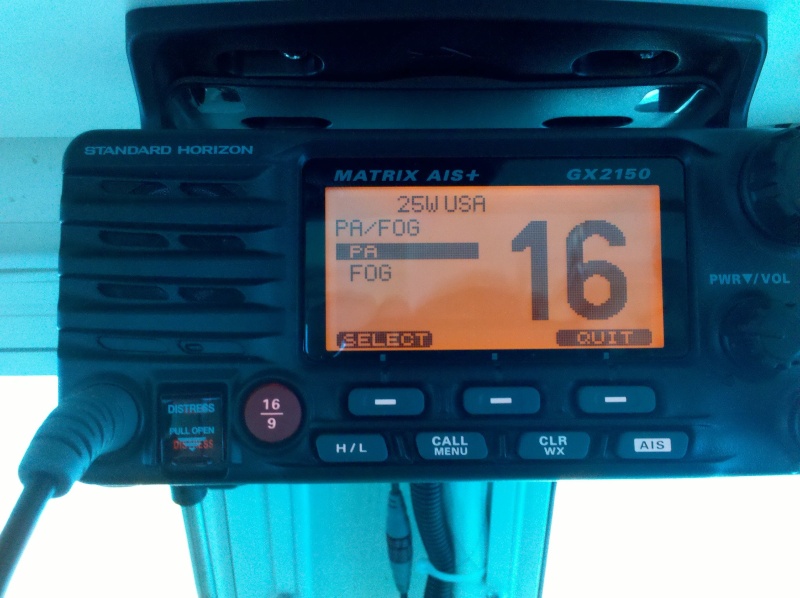 STANDARD HORIZON
MATRIX AIS+ GX2150
25W USA
PA/FOG
PA
FOG
16
SELECT QUIT
PWR▼/VOL
DISTRESS
PULL OPEN
DISTRESS
16
9
H/L
CALL
MENU
CLR
WX
AIS